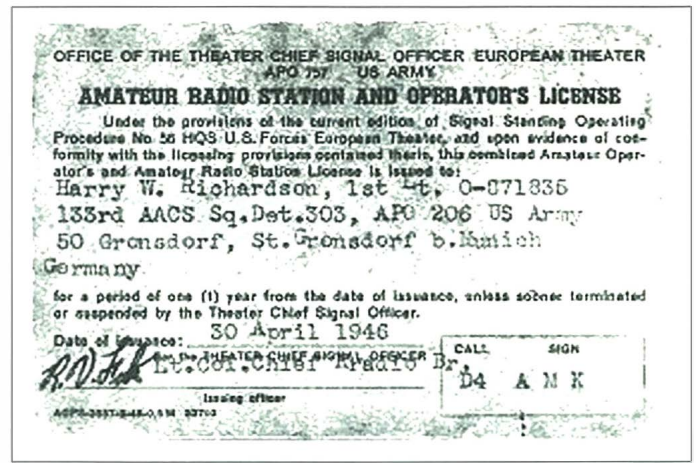 OFFICE OF THE THEATER CHIEF SIGNAL OFFICER EUROPEAN THEATER
APO 757 US ARMY
AMATEUR RADIO STATION AND OPERATOR'S LICENSE
Under the provisions of the current edition of Signal Standing Operating
Procedure No 56 HQS U.S. Forces European Theater, and upon evidence of con-
formity with the licensing provisions contained therin, this combined Amateur Oper-
ator's and Amateur Radio Station License is issued to:
Harry W. Richardson, 1st Lt, O-871835
133rd AACS Sq.Det.303, APO 206 US Army
50 Gronsdorf, St.Gronsdorf b.Munich
Germany
for a period of one (1) year from the date of issuance, unless sooner terminated
or suspended by the Theater Chief Signal Officer.
Date of Issuance: 30 April 1946
For the THEATER CHIEF SIGNAL OFFICER
Lt.Col.Chief Rradio Br.
Issuing officer
CALL SIGN
D4 A M K